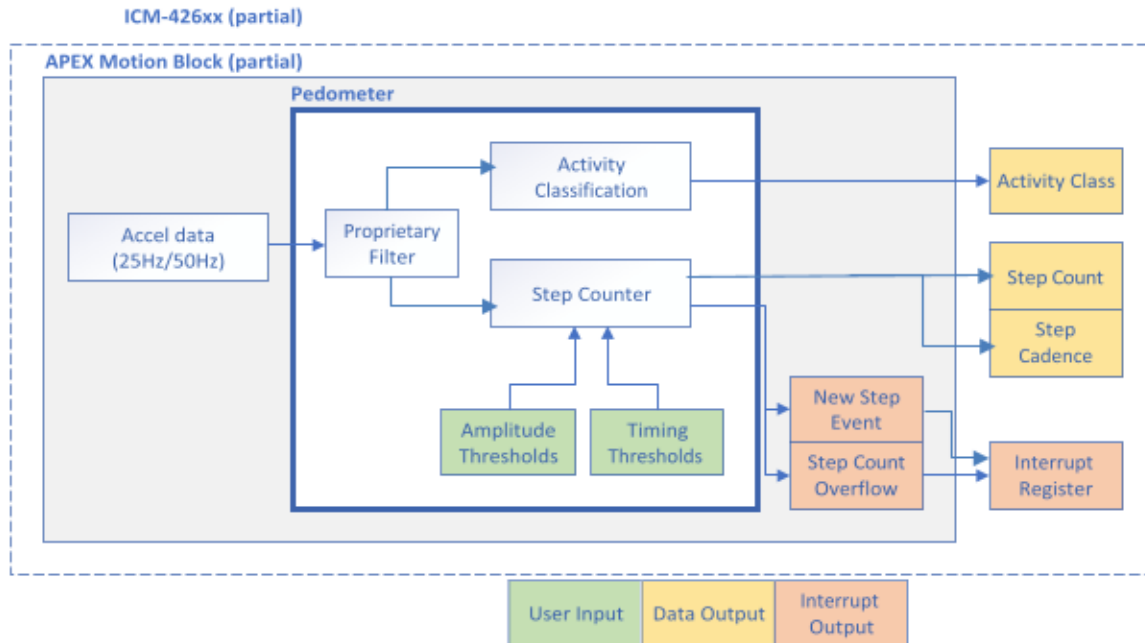 ICM-426xx (partial)
APEX Motion Block (partial)
Pedometer
Activity
Classification
Activity Class
Accel data
(25Hz/50Hz)
Proprietary
Filter
Step Counter
Step Count
Step
Cadence
Amplitude
Thresholds
Timing
Thresholds
New Step
Event
Step Count
Overflow
Interrupt
Register
User Input
Data Output
Interrupt
Output